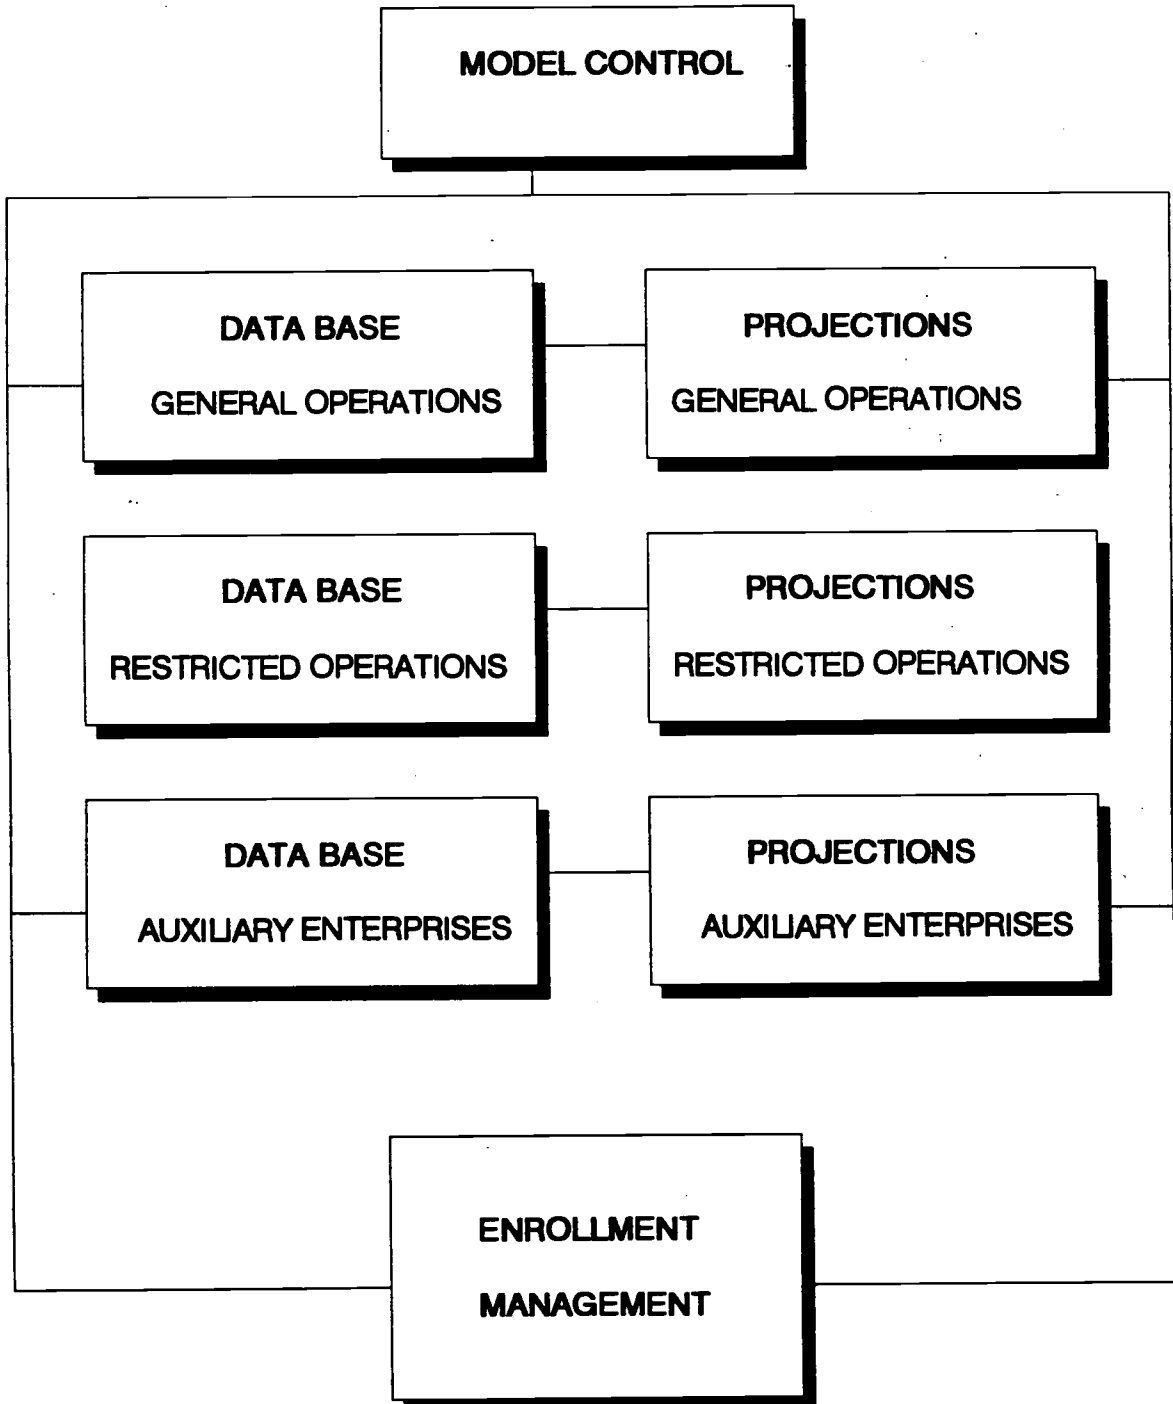 MODEL CONTROL
DATA BASE
GENERAL OPERATIONS
PROJECTIONS
GENERAL OPERATIONS
DATA BASE
RESTRICTED OPERATIONS
PROJECTIONS
RESTRICTED OPERATIONS
DATA BASE
AUXILIARY ENTERPRISES
PROJECTIONS
AUXILIARY ENTERPRISES
ENROLLMENT
MANAGEMENT